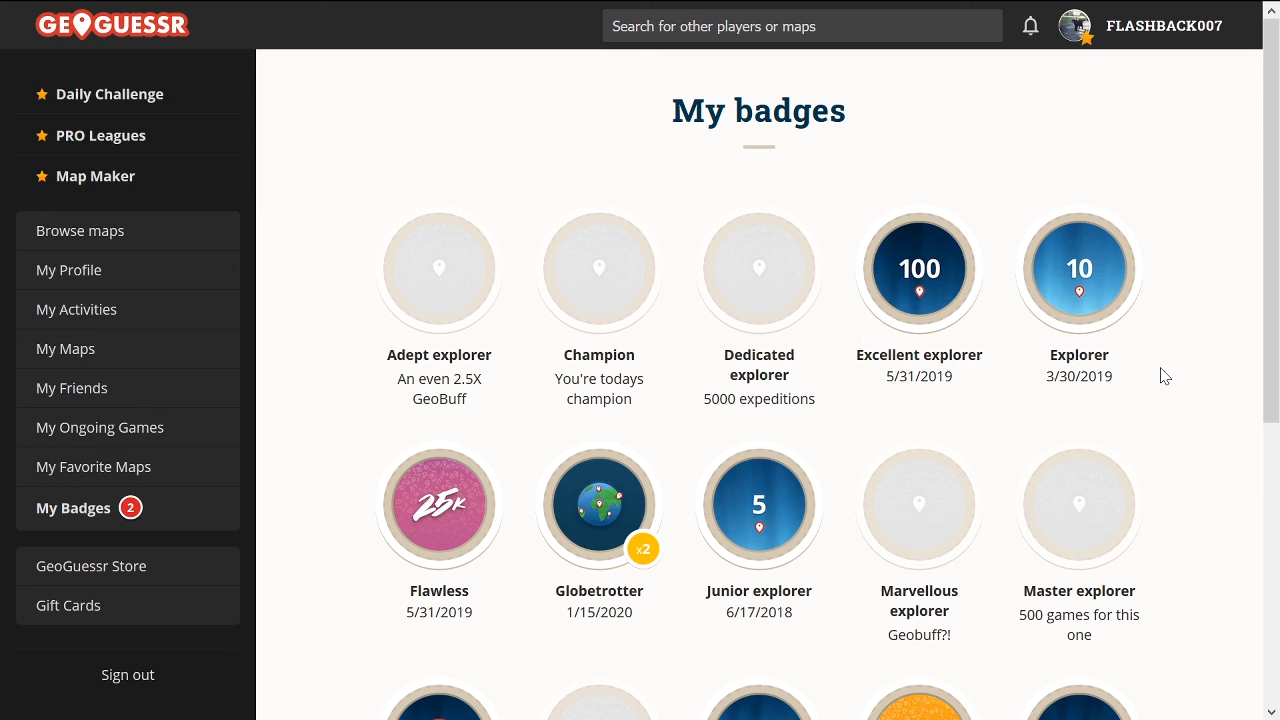 GEOGUESSR
Search for other players or maps
FLASHBACK007
Daily Challenge
PRO Leagues
Map Maker
Browse maps
My Profile
My Activities
My Maps
My Friends
My Ongoing Games
My Favorite Maps
My Badges 2
GeoGuessr Store
Gift Cards
Sign out
My badges
100
10
Adept explorer
An even 2.5X
GeoBuff
Champion
You're todays
champion
Dedicated
explorer
5000 expeditions
Excellent explorer
5/31/2019
Explorer
3/30/2019
25K
x2
5
Flawless
5/31/2019
Globetrotter
1/15/2020
Junior explorer
6/17/2018
Marvellous
explorer
Geobuff?!
Master explorer
500 games for this
one